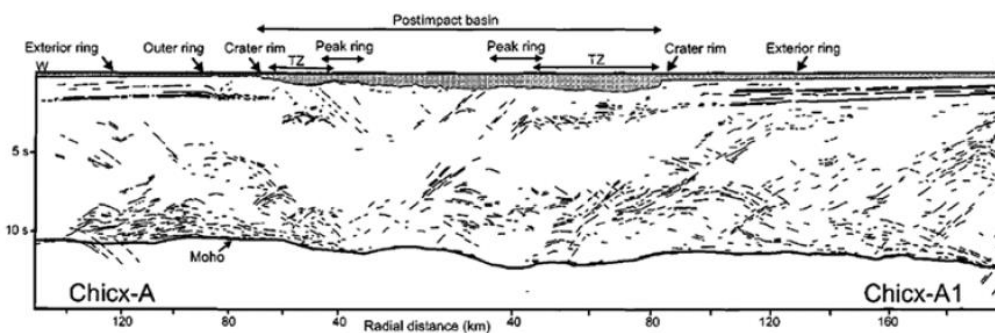 Postimpact basin
Exterior ring Outer ring Crater rim Peak ring Peak ring Crater rim Exterior ring
W TZ TZ
5 s
10 s
Moho
Chicx-A Chicx-A1
120 80 40 40 80 120 160
Radial distance (km)